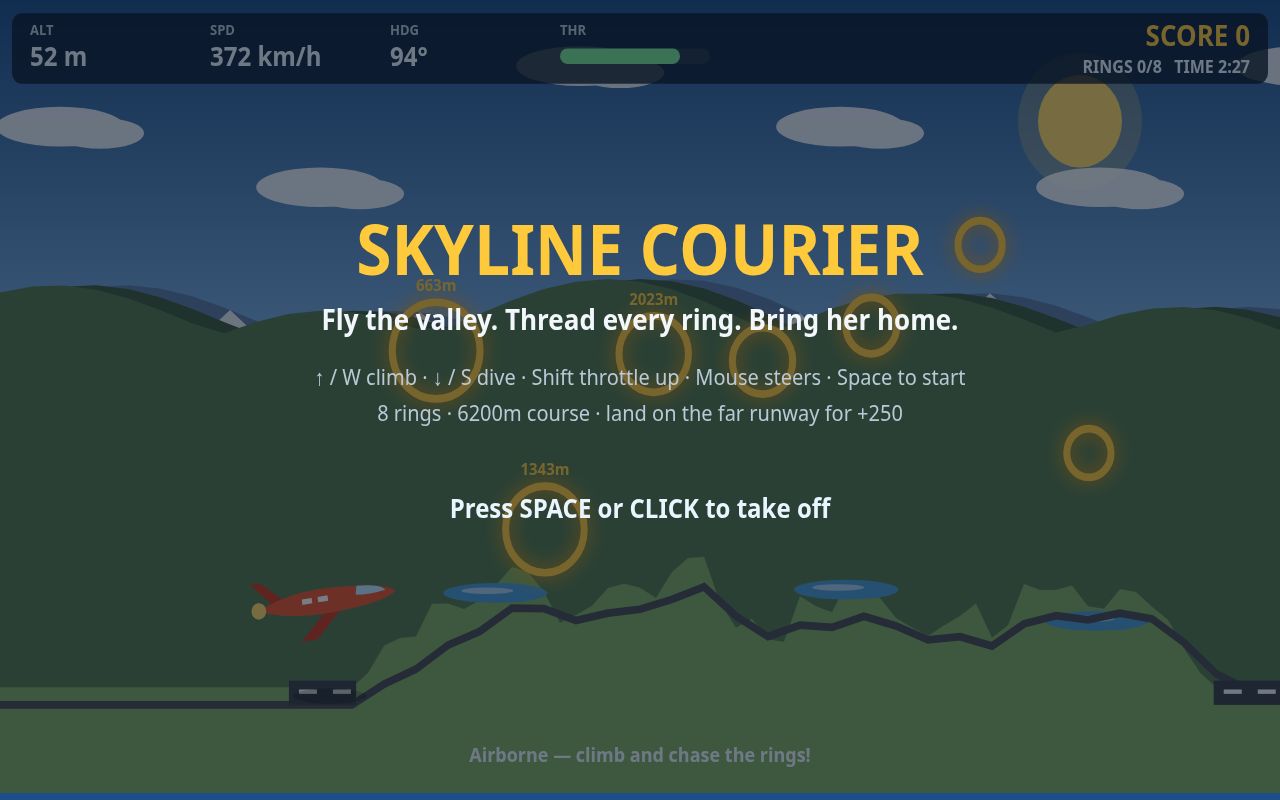 ALT
52 m
SPD
372 km/h
HDG
94°
THR
SCORE 0
RINGS 0/8 TIME 2:27
SKYLINE COURIER
663m
2023m
Fly the valley. Thread every ring. Bring her home.
↑ / W climb · ↓ / S dive · Shift throttle up · Mouse steers · Space to start
8 rings · 6200m course · land on the far runway for +250
1343m
Press SPACE or CLICK to take off
Airborne — climb and chase the rings!